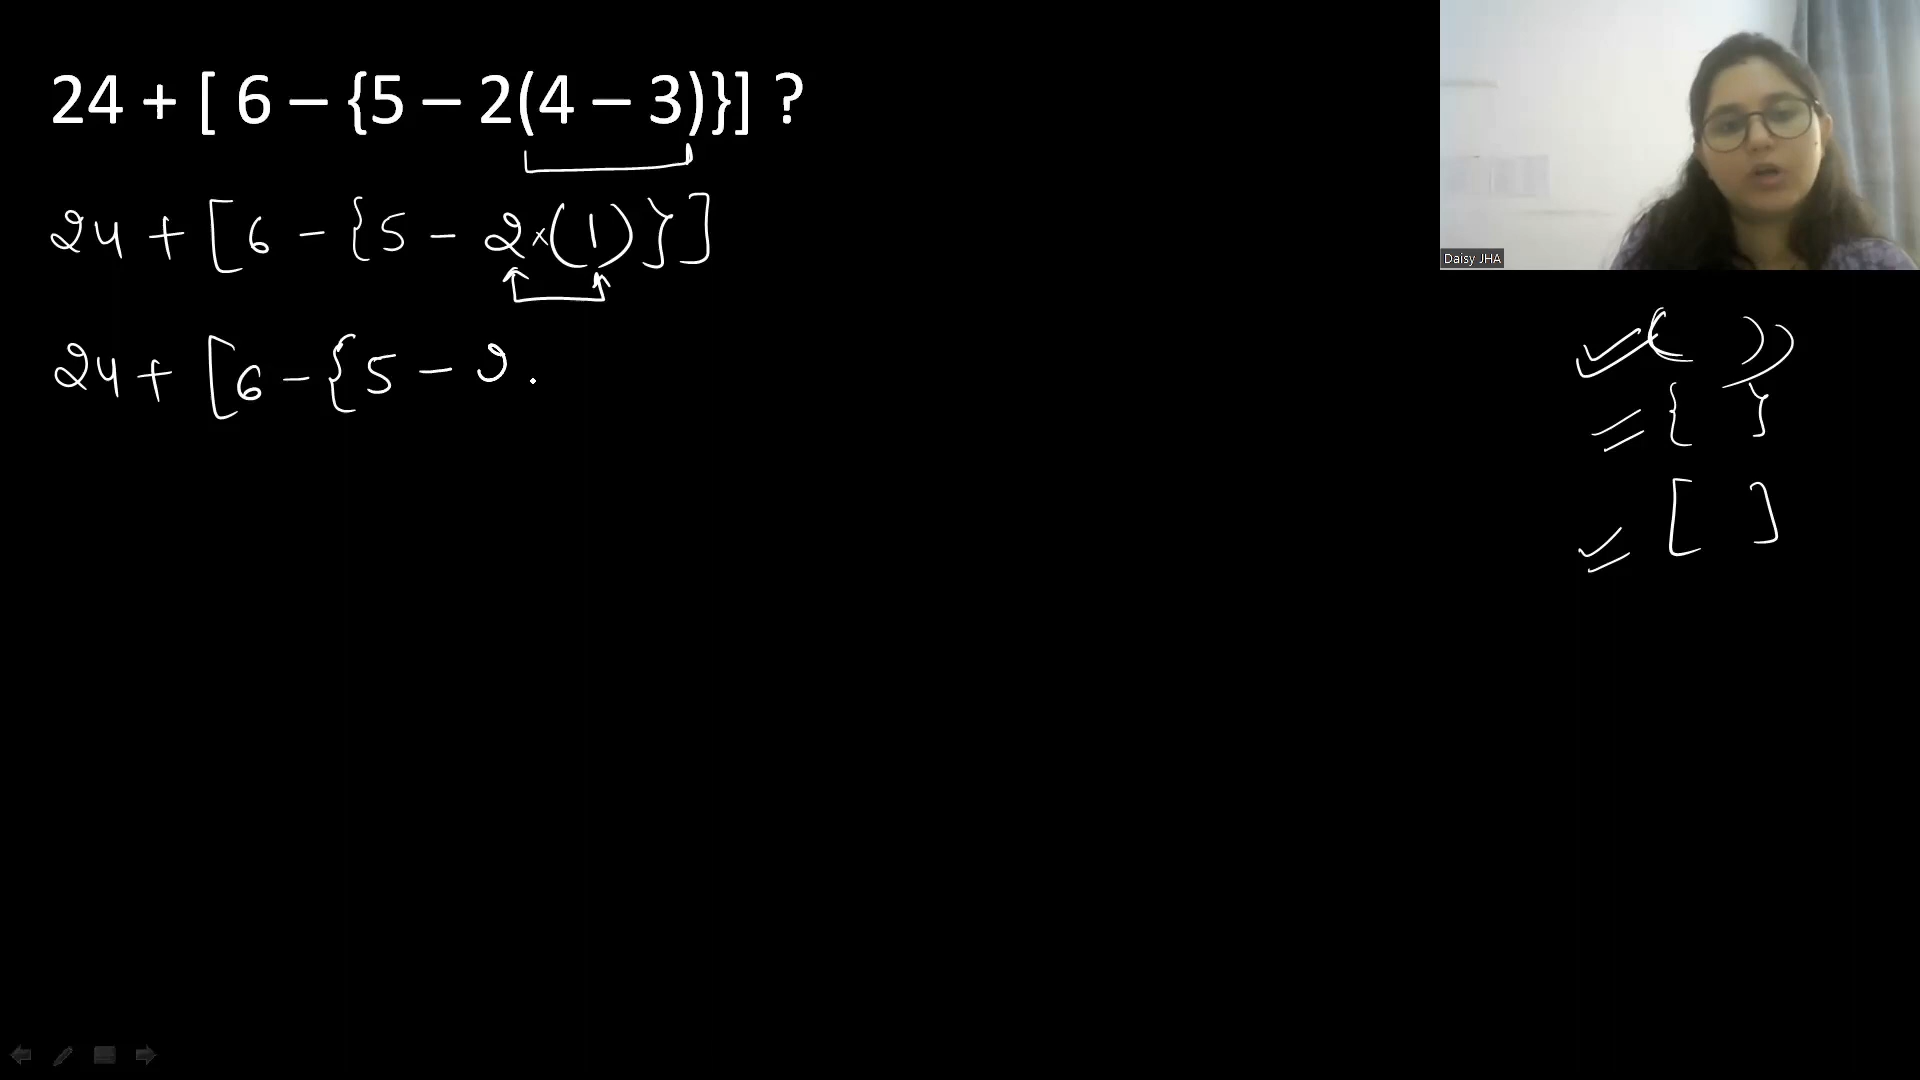 24 + [ 6 – {5 – 2(4 – 3)}] ?
24 + [6 - {5 - 2×(1)}]
24 + [6 - {5 - 2
Daisy JHA
( )
{ }
[ ]